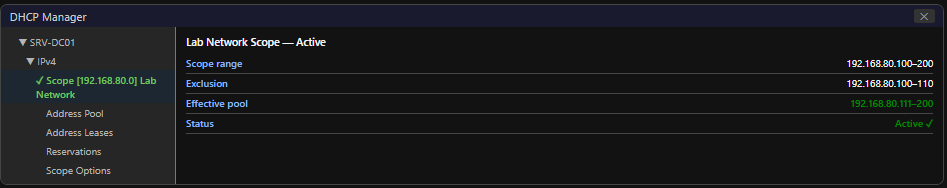 DHCP Manager
✕
▼ SRV-DC01
▼ IPv4
✓ Scope [192.168.80.0] Lab
Network
Address Pool
Address Leases
Reservations
Scope Options
Lab Network Scope — Active
Scope range 192.168.80.100–200
Exclusion 192.168.80.100–110
Effective pool 192.168.80.111–200
Status Active ✓